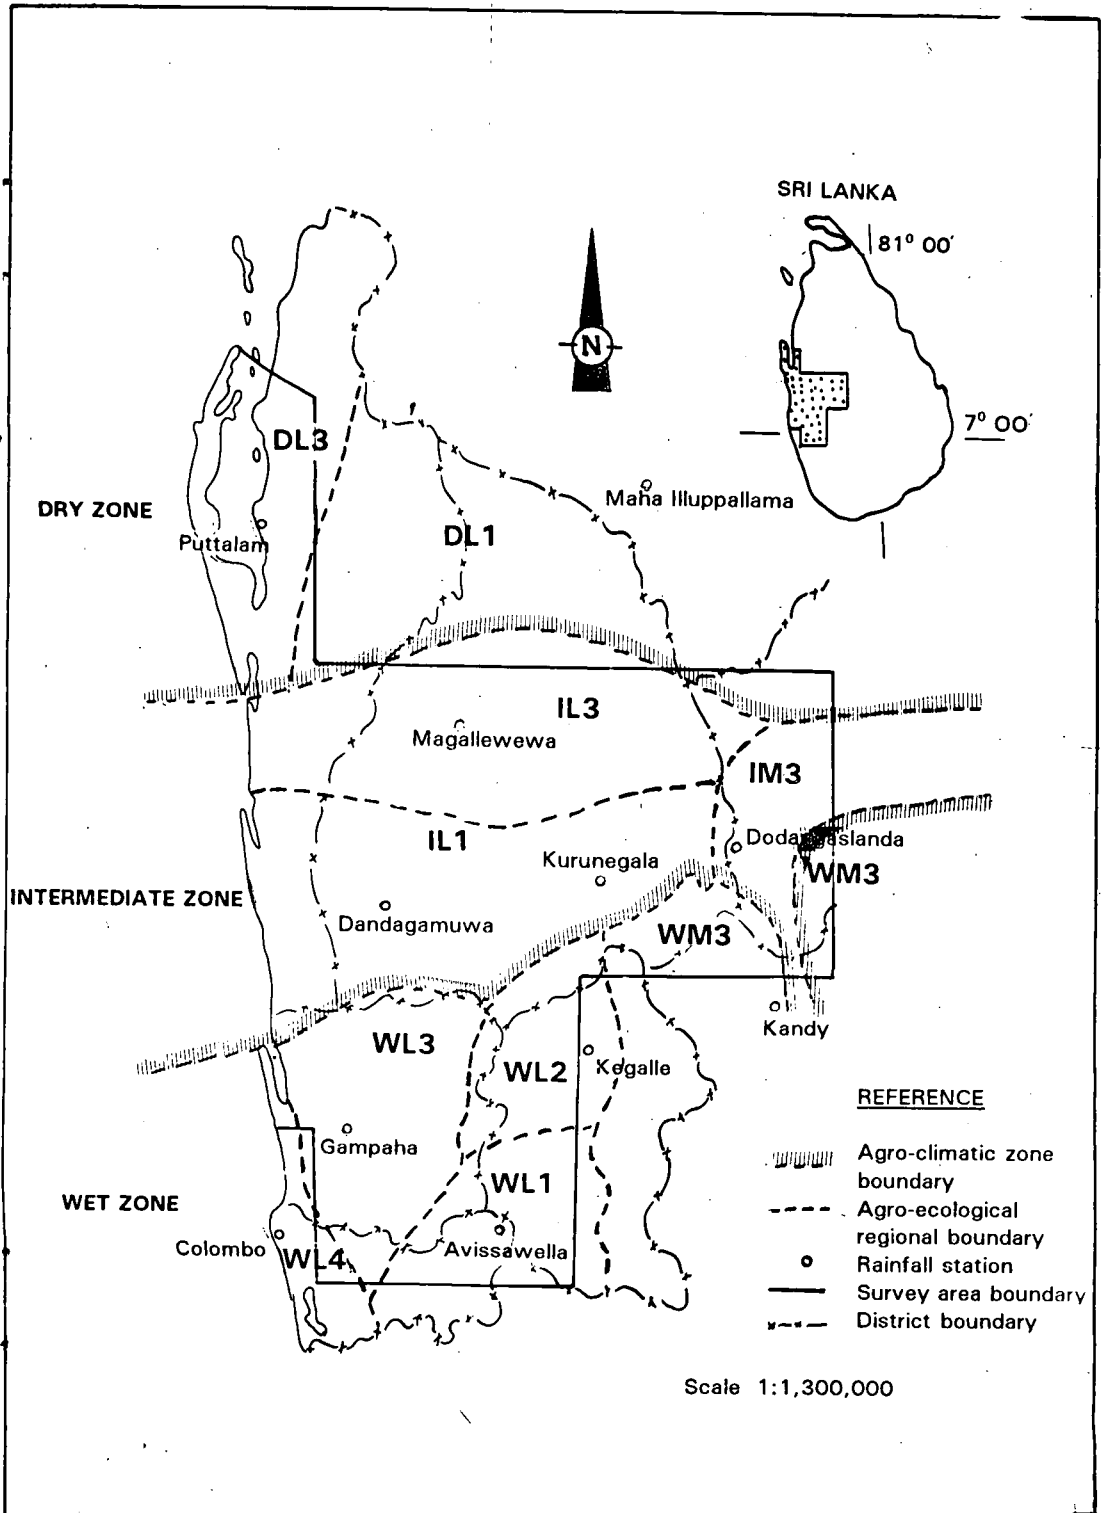 SRI LANKA
81° 00'
N
7° 00'
DL3
DRY ZONE
Maha Illuppallama
Puttalam
DL1
IL3
Magallewewa
IM3
IL1
Dodangaslanda
Kurunegala
WM3
INTERMEDIATE ZONE
Dandagamuwa
WM3
Kandy
WL3
WL2
Kegalle
REFERENCE
Gampaha
Agro-climatic zone
boundary
WL1
WET ZONE
Agro-ecological
regional boundary
Colombo
WL4
Avissawella
Rainfall station
Survey area boundary
District boundary
Scale 1:1,300,000